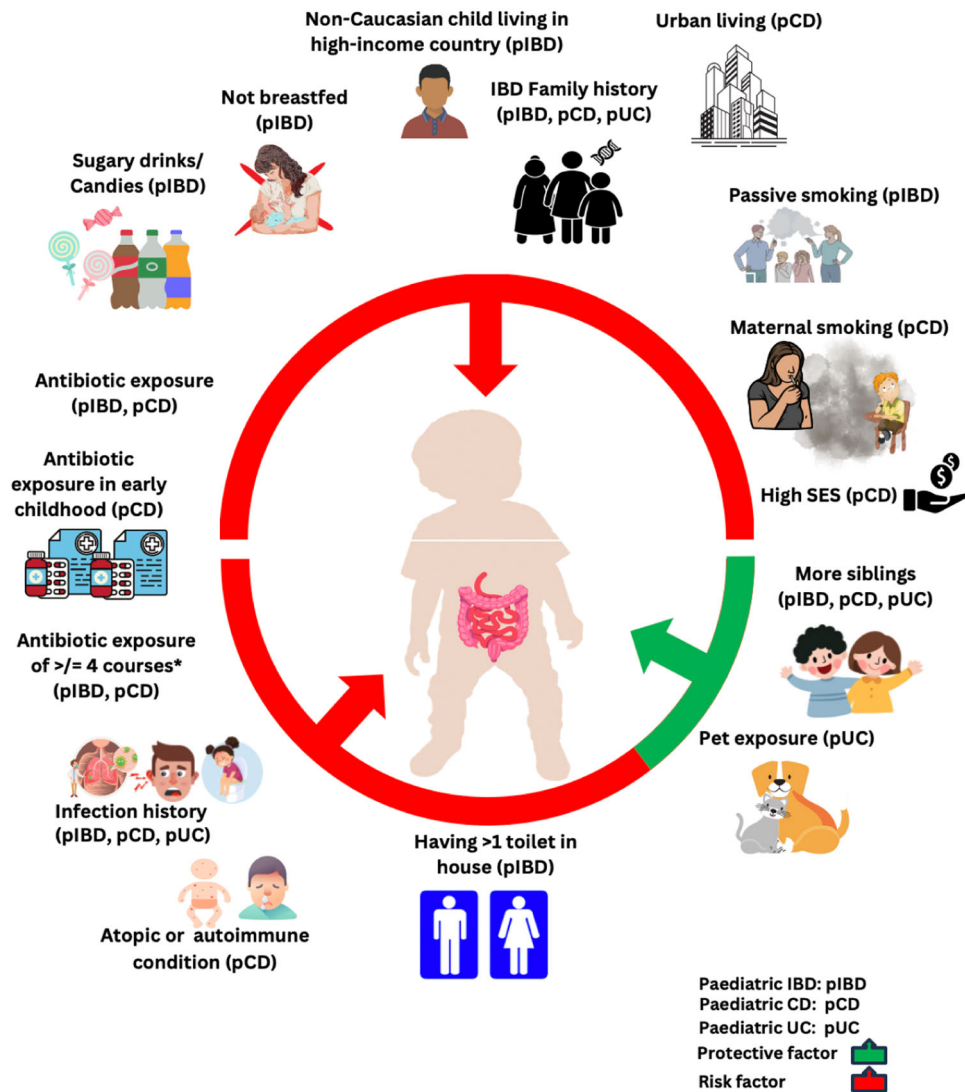 Non-Caucasian child living in
high-income country (pIBD)
Urban living (pCD)
Not breastfed
(pIBD)
IBD Family history
(pIBD, pCD, pUC)
Sugary drinks/
Candies (pIBD)
Passive smoking (pIBD)
Maternal smoking (pCD)
Antibiotic exposure
(pIBD, pCD)
Antibiotic
exposure in early
childhood (pCD)
High SES (pCD)
$
$
More siblings
(pIBD, pCD, pUC)
Antibiotic exposure
of >/= 4 courses*
(pIBD, pCD)
Pet exposure (pUC)
Infection history
(pIBD, pCD, pUC)
Having >1 toilet in
house (pIBD)
Atopic or autoimmune
condition (pCD)
Paediatric IBD: pIBD
Paediatric CD: pCD
Paediatric UC: pUC
Protective factor
Risk factor